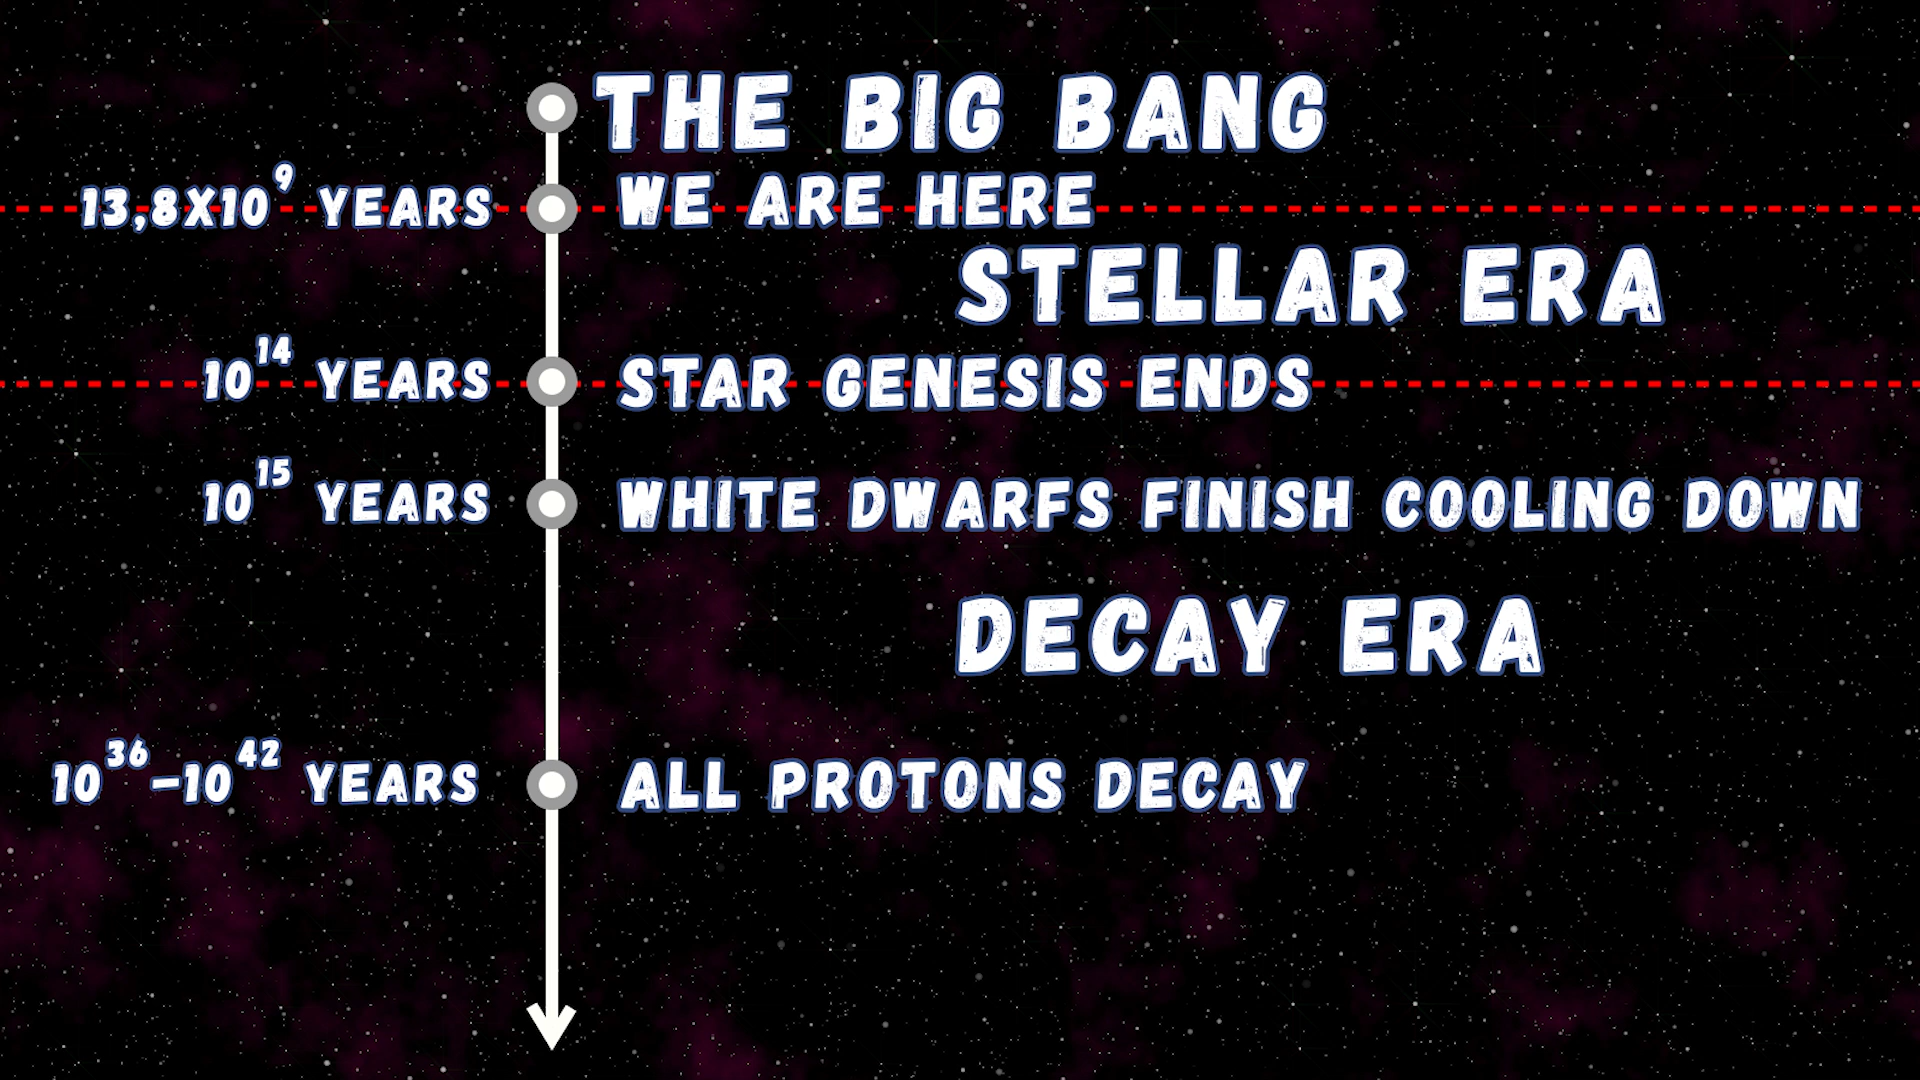 THE BIG BANG
13,8X10⁹ YEARS WE ARE HERE
STELLAR ERA
10¹⁴ YEARS STAR GENESIS ENDS
10¹⁵ YEARS WHITE DWARFS FINISH COOLING DOWN
DECAY ERA
10³⁶–10⁴² YEARS ALL PROTONS DECAY